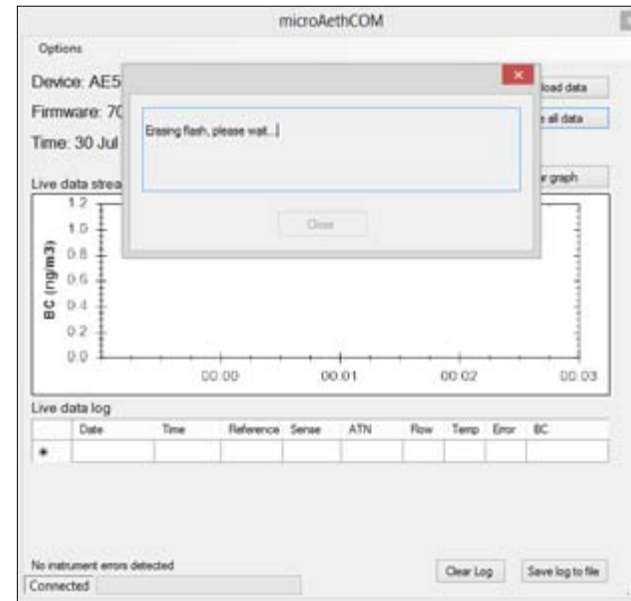 microAethCOM
Options
Device: AE5
load data
Firmware: 70
e all data
Time: 30 Jul
Erasing flash, please wait...
Close
Live data strea
r graph
1.2
1.0
0.8
0.6
0.4
0.2
0.0
BC (ng/m3)
00:00 00:01 00:02 00:03
Live data log
Date Time Reference Sense ATN Flow Temp Error BC
*
No instrument errors detected
Clear Log Save log to file
Connected